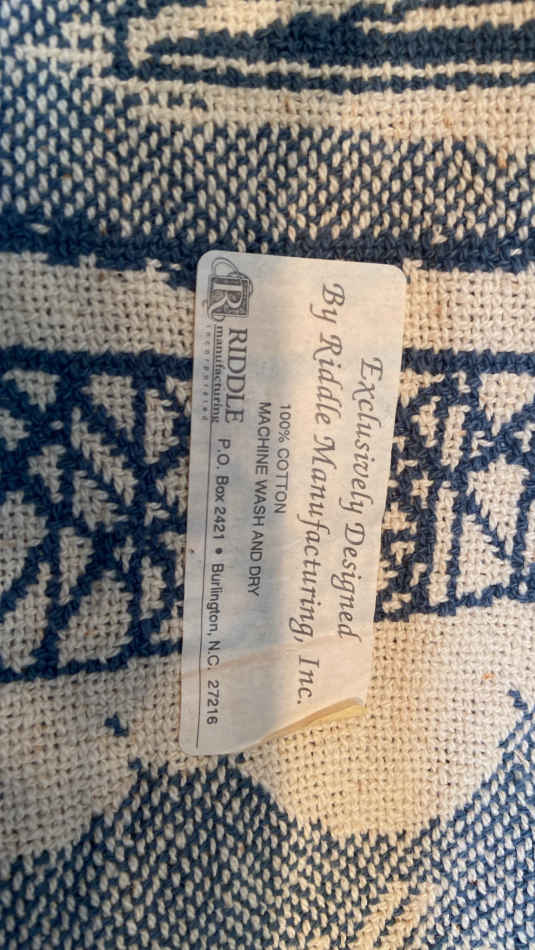 Exclusively Designed
By Riddle Manufacturing, Inc.
100% COTTON
MACHINE WASH AND DRY
R RIDDLE
manufacturing
incorporated
P.O. Box 2421 • Burlington, N.C. 27216